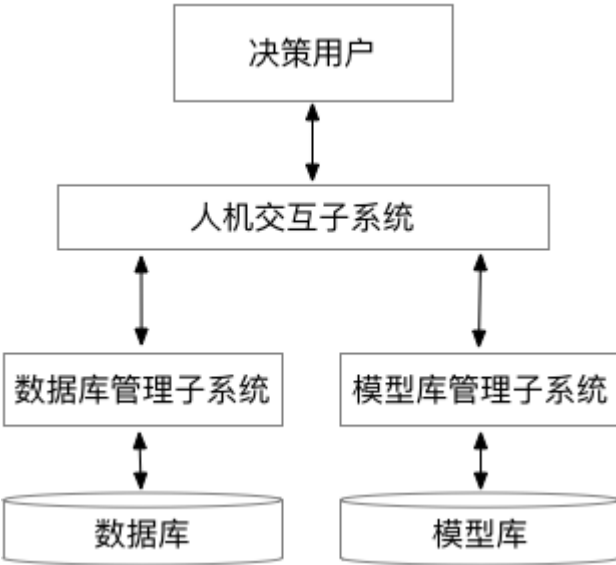 决策用户
人机交互子系统
数据库管理子系统
模型库管理子系统
数据库
模型库